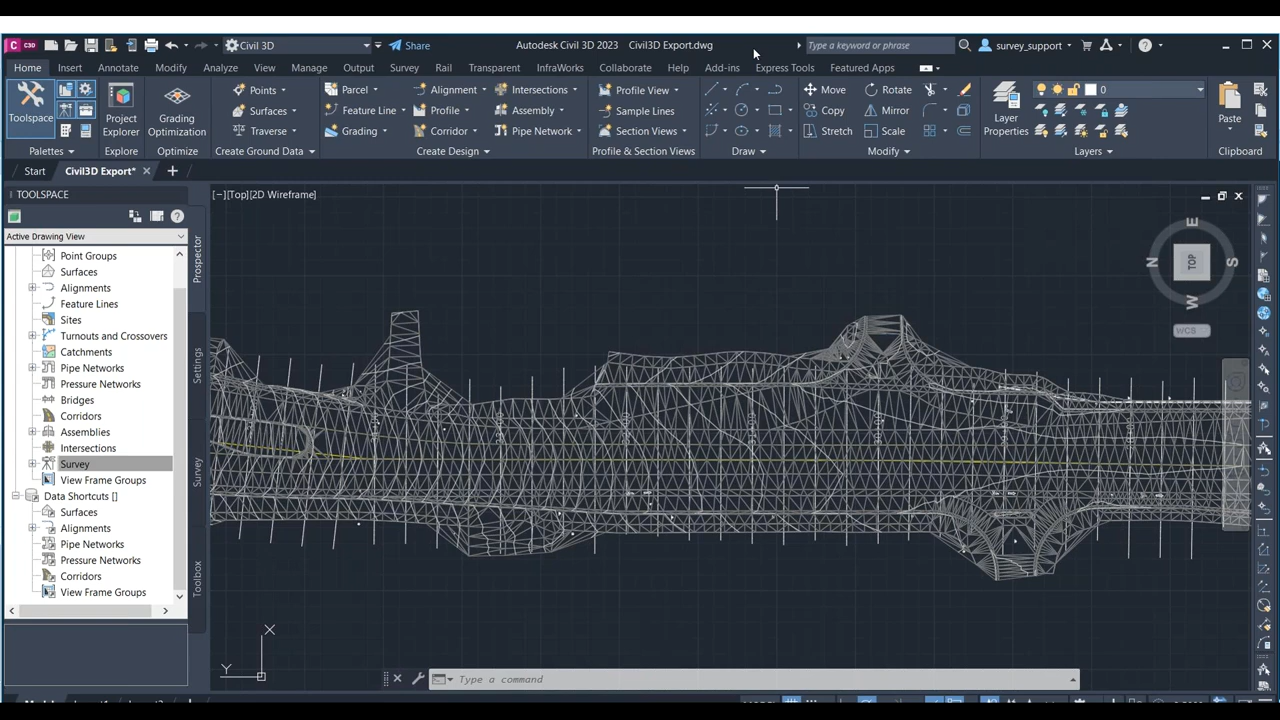 C3D Civil 3D Share Autodesk Civil 3D 2023 Civil3D Export.dwg Type a keyword or phrase survey_support
Home Insert Annotate Modify Analyze View Manage Output Survey Rail Transparent InfraWorks Collaborate Help Add-ins Express Tools Featured Apps
Toolspace
Palettes
Project Explorer
Explore
Grading Optimization
Optimize
Points
Surfaces
Traverse
Create Ground Data
Parcel
Feature Line
Grading
Alignment
Profile
Corridor
Intersections
Assembly
Pipe Network
Create Design
Profile View
Sample Lines
Section Views
Profile & Section Views
Draw
Move
Copy
Stretch
Rotate
Mirror
Scale
Modify
Layer Properties
0
Layers
Paste
Clipboard
Start Civil3D Export*
TOOLSPACE
Active Drawing View
Point Groups
Surfaces
Alignments
Feature Lines
Sites
Turnouts and Crossovers
Catchments
Pipe Networks
Pressure Networks
Bridges
Corridors
Assemblies
Intersections
Survey
View Frame Groups
Data Shortcuts []
Surfaces
Alignments
Pipe Networks
Pressure Networks
Corridors
View Frame Groups
Prospector
Settings
Survey
Toolbox
[−][Top][2D Wireframe]
E
N TOP S
W
WCS
X
Y
Type a command